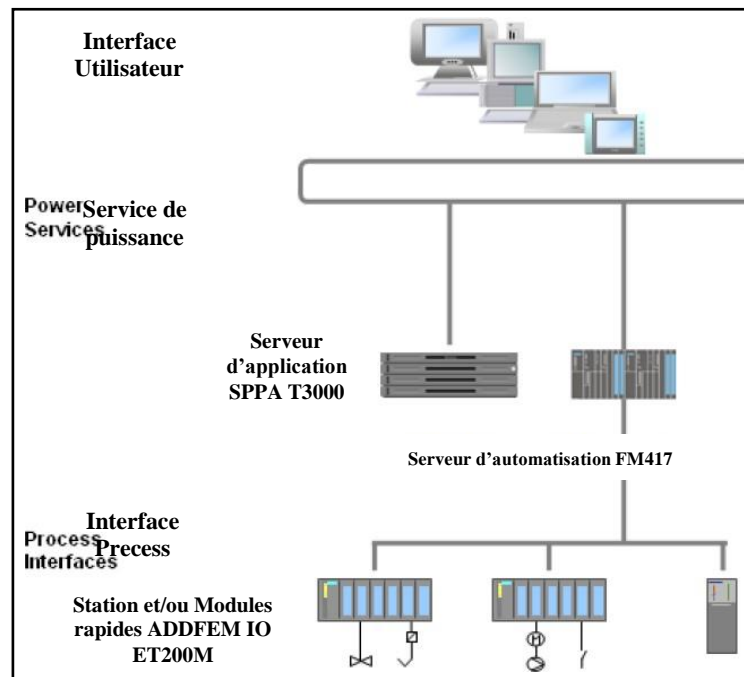 Interface
Utilisateur
Power
Services
Service de
puissance
Serveur
d'application
SPPA T3000
Serveur d'automatisation FM417
Process
Interfaces
Interface
Precess
Station et/ou Modules
rapides ADDFEM IO
ET200M
M